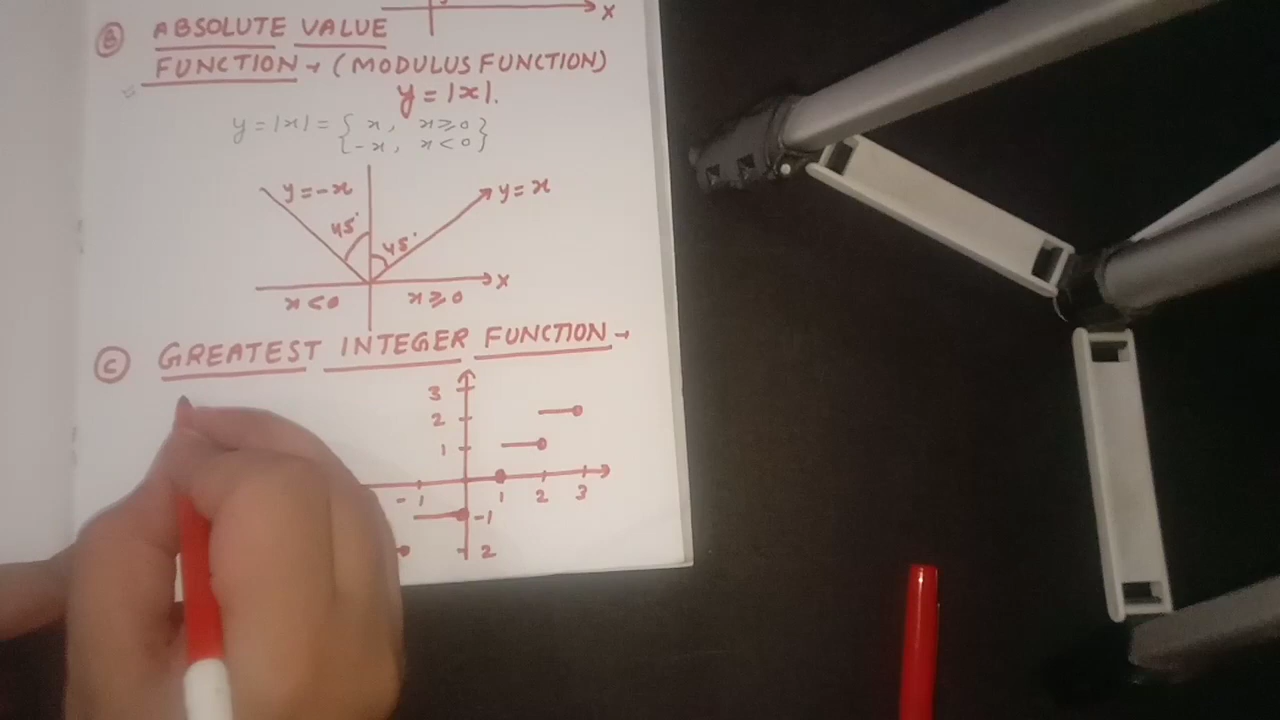 X
B ABSOLUTE VALUE
FUNCTION → (MODULUS FUNCTION)
y = |x|.
y = |x| = { x, x ≥ 0 }
{ -x, x < 0 }
y = -x y = x
45° 45°
X
x < 0 x ≥ 0
C GREATEST INTEGER FUNCTION →
3
2
1
-1 1 2 3
-1
2